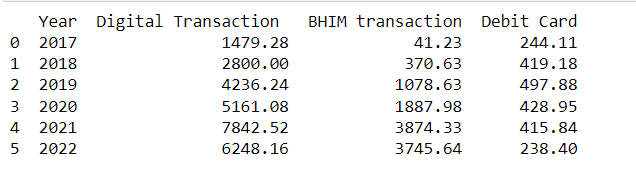 Year Digital Transaction BHIM transaction Debit Card
0 2017 1479.28 41.23 244.11
1 2018 2800.00 370.63 419.18
2 2019 4236.24 1078.63 497.88
3 2020 5161.08 1887.98 428.95
4 2021 7842.52 3874.33 415.84
5 2022 6248.16 3745.64 238.40